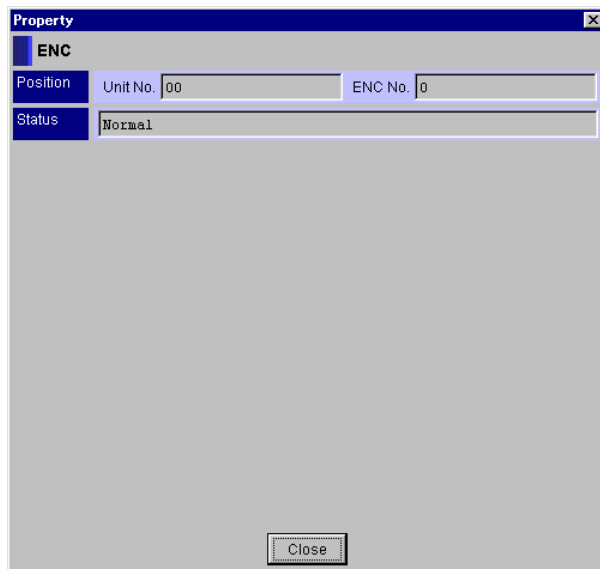 Property
ENC
Position Unit No. 00 ENC No. 0
Status Normal
Close